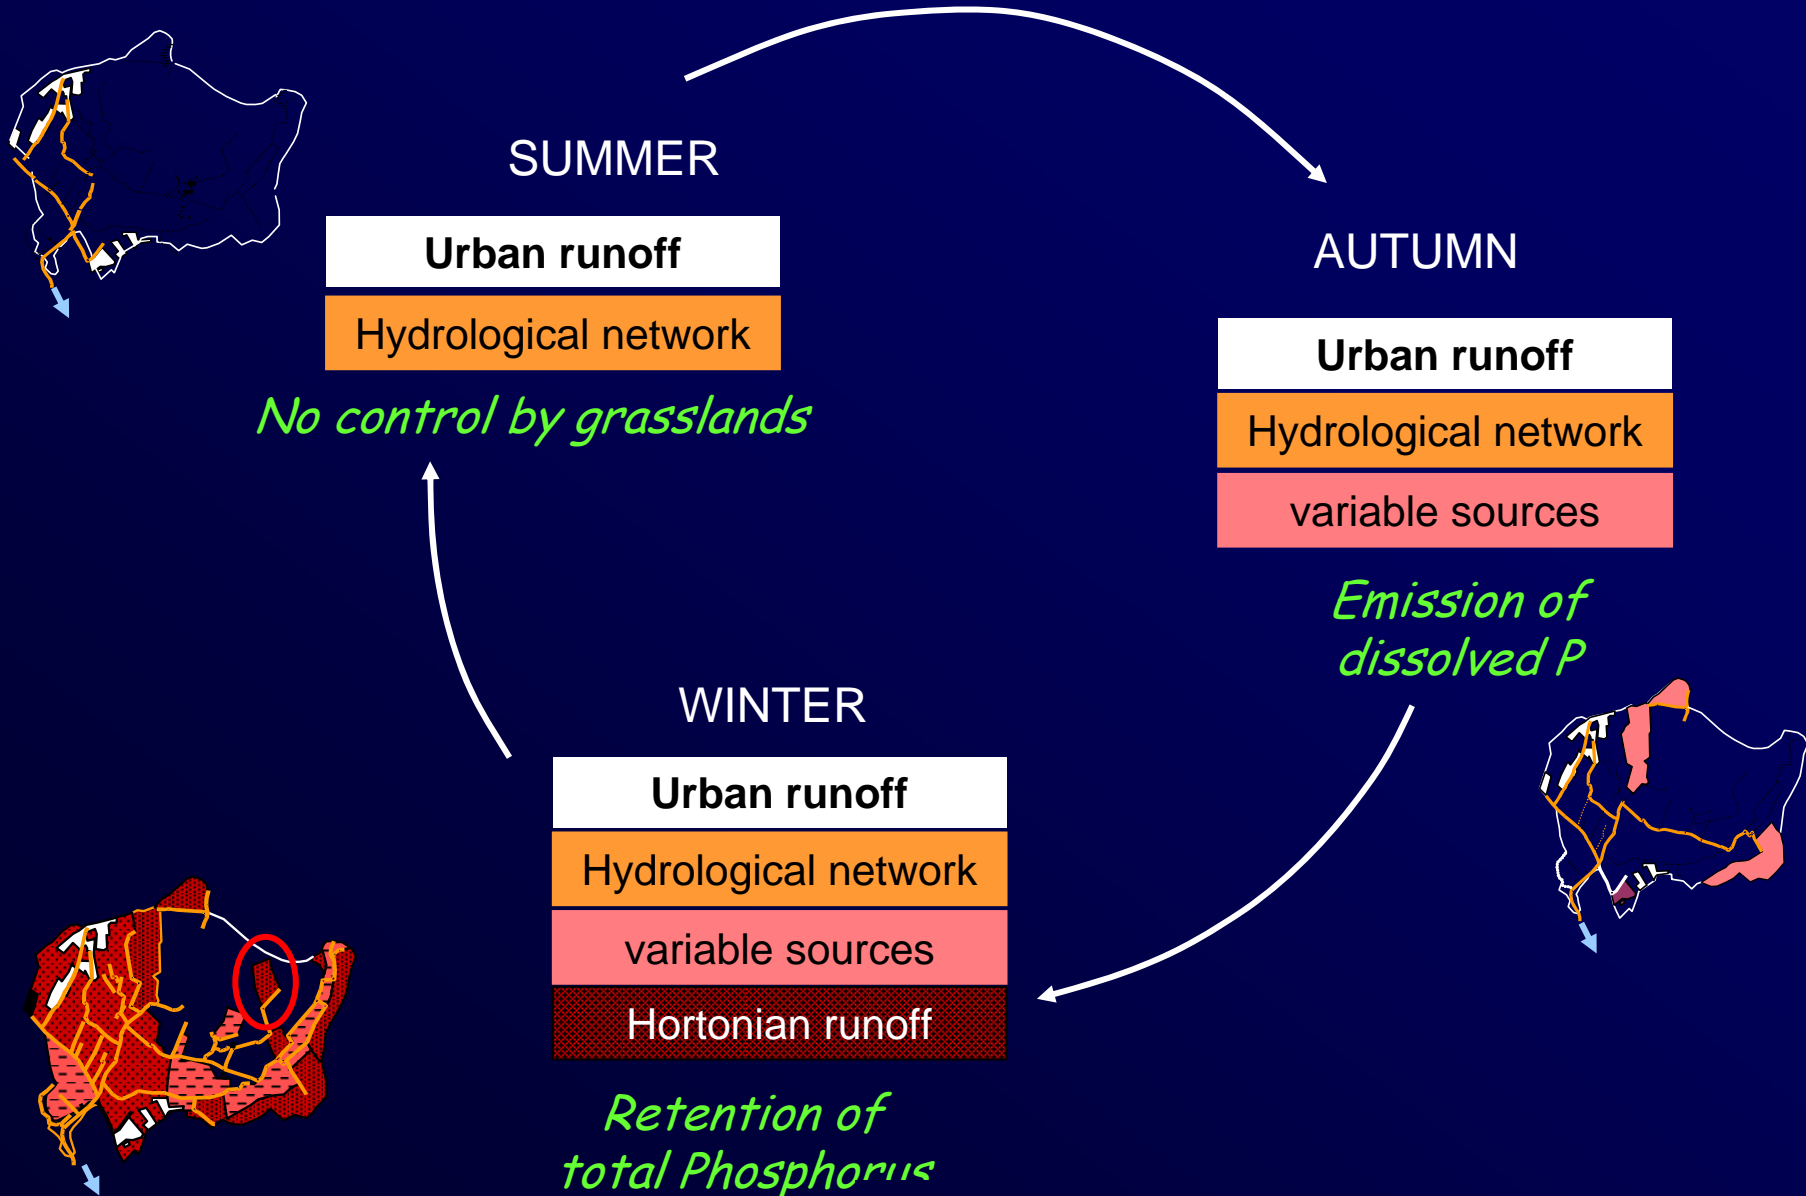 SUMMER
Urban runoff
Hydrological network
No control by grasslands
AUTUMN
Urban runoff
Hydrological network
variable sources
Emission of
dissolved P
WINTER
Urban runoff
Hydrological network
variable sources
Hortonian runoff
Retention of
total Phosphorus